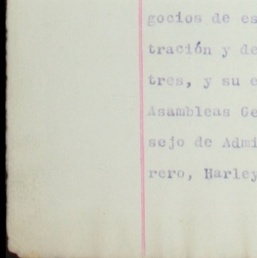 gocios de es
tración y de
tres, y su e
Asambleas Ge
sejo de Admi
rero, Harley